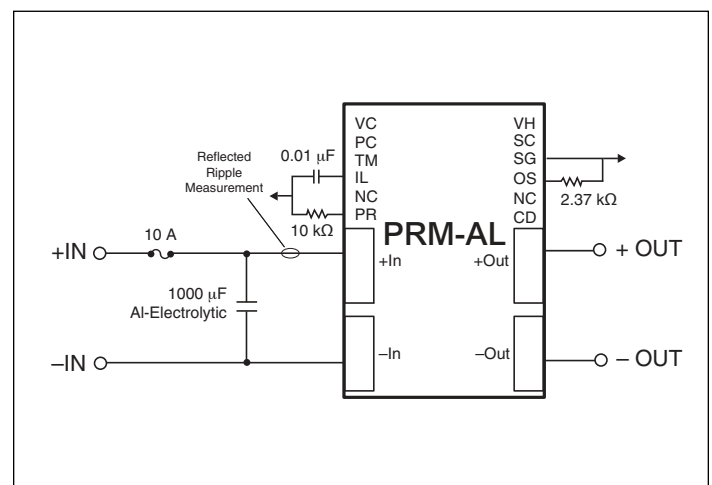 VC
PC
TM
IL
NC
PR
VH
SC
SG
OS
NC
CD
Reflected
Ripple
Measurement
0.01 µF
10 kΩ
2.37 kΩ
PRM-AL
10 A
+IN
+In
+Out
+ OUT
1000 µF
Al-Electrolytic
–IN
–In
–Out
– OUT